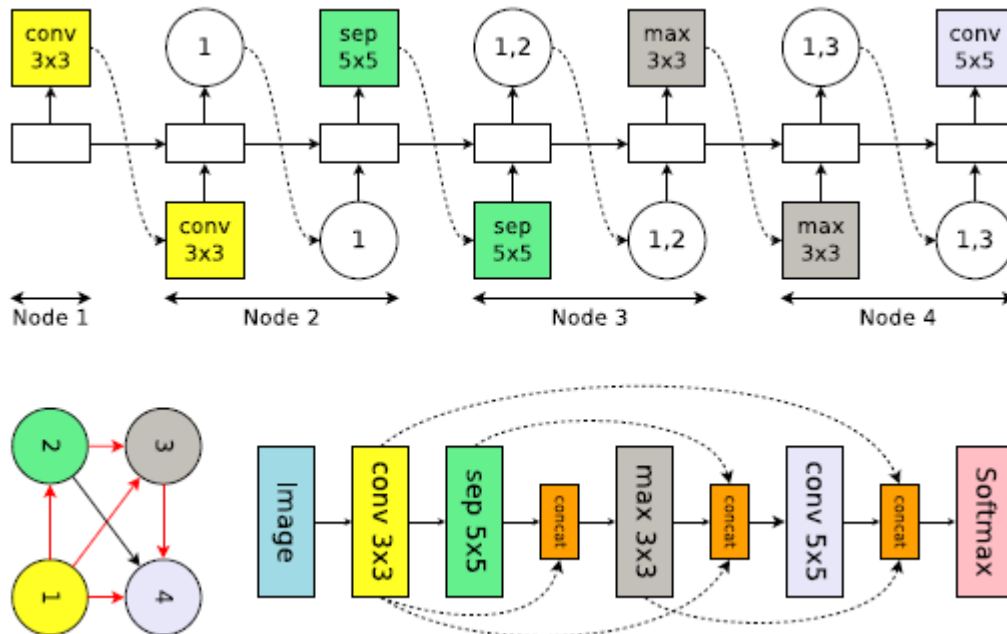 conv
3x3
1
sep
5x5
1,2
max
3x3
1,3
conv
5x5
conv
3x3
1
sep
5x5
1,2
max
3x3
1,3
Node 1
Node 2
Node 3
Node 4
2
3
1
4
Image
conv 3x3
sep 5x5
concat
max 3x3
concat
conv 5x5
concat
Softmax